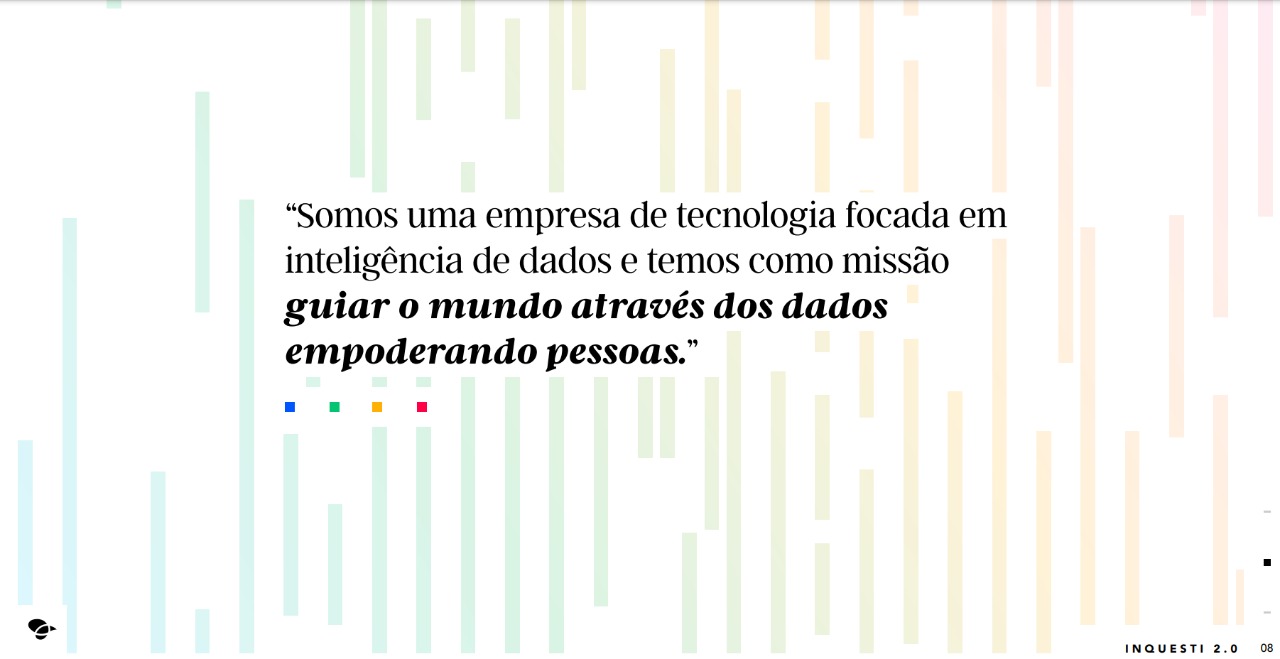 “Somos uma empresa de tecnologia focada em
inteligência de dados e temos como missão
guiar o mundo através dos dados
empoderando pessoas.”
INQUESTI 2.0 08